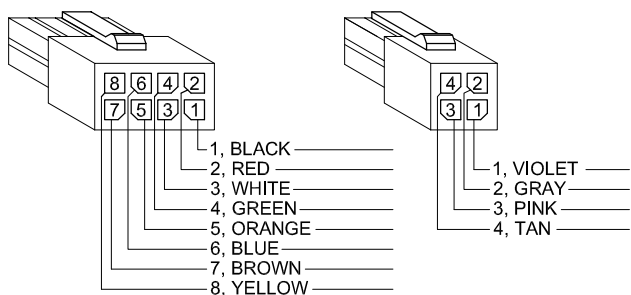 8 6 4 2
7 5 3 1
1, BLACK
2, RED
3, WHITE
4, GREEN
5, ORANGE
6, BLUE
7, BROWN
8, YELLOW
4 2
3 1
1, VIOLET
2, GRAY
3, PINK
4, TAN